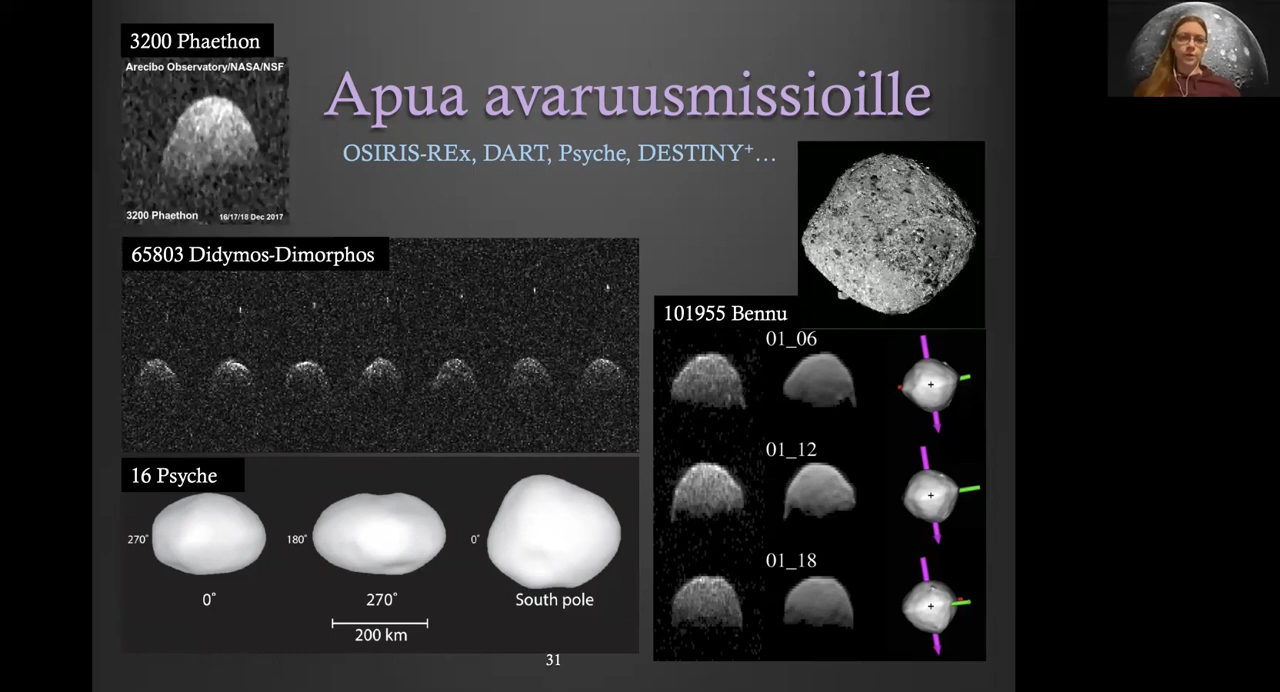 3200 Phaethon
Arecibo Observatory/NASA/NSF
3200 Phaethon 16/17/18 Dec 2017
Apua avaruusmissioille
OSIRIS-REx, DART, Psyche, DESTINY⁺…
65803 Didymos-Dimorphos
16 Psyche
270° 180° 0°
0° 270° South pole
200 km
101955 Bennu
01_06
01_12
01_18
31